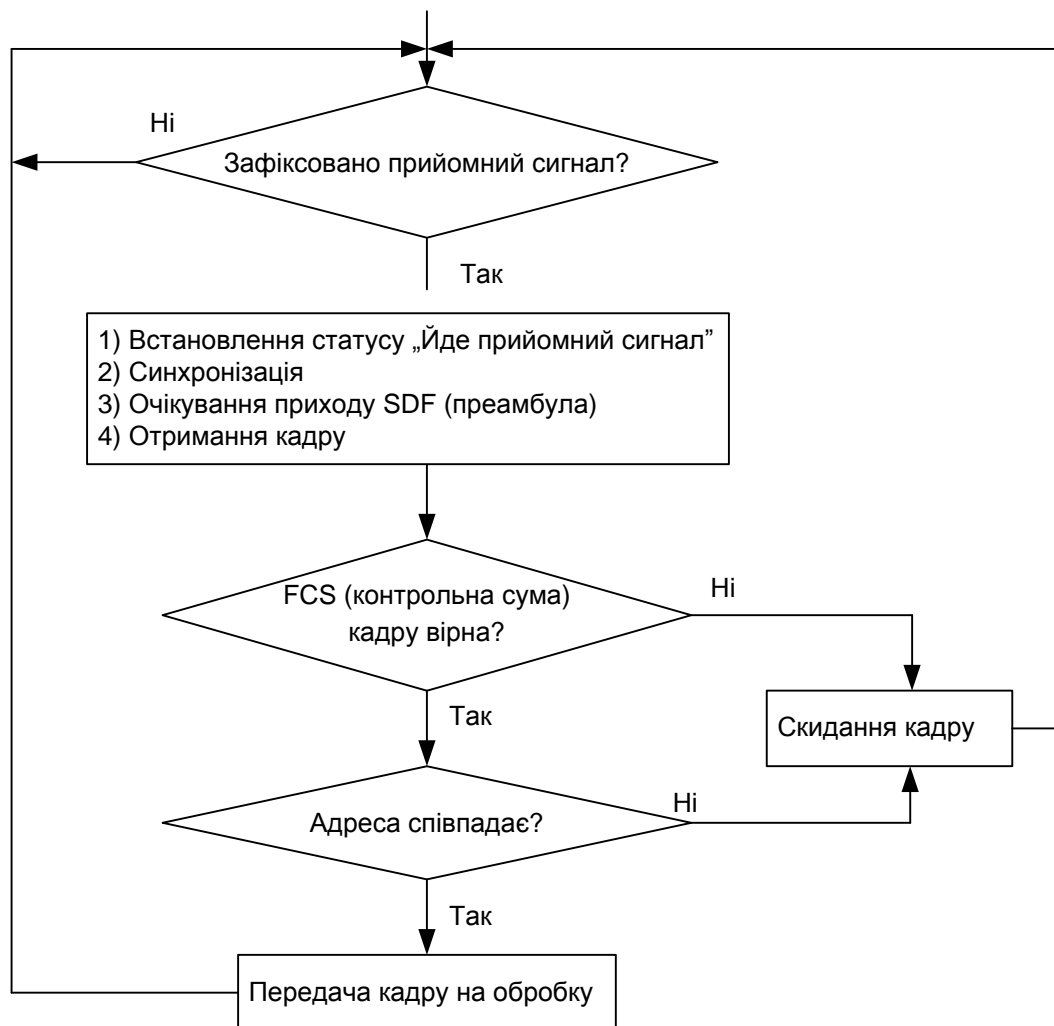 Ні
Зафіксовано прийомний сигнал?
Так
1) Встановлення статусу „Йде прийомний сигнал”
2) Синхронізація
3) Очікування приходу SDF (преамбула)
4) Отримання кадру
FCS (контрольна сума)
кадру вірна?
Ні
Так
Скидання кадру
Адреса співпадає?
Ні
Так
Передача кадру на обробку